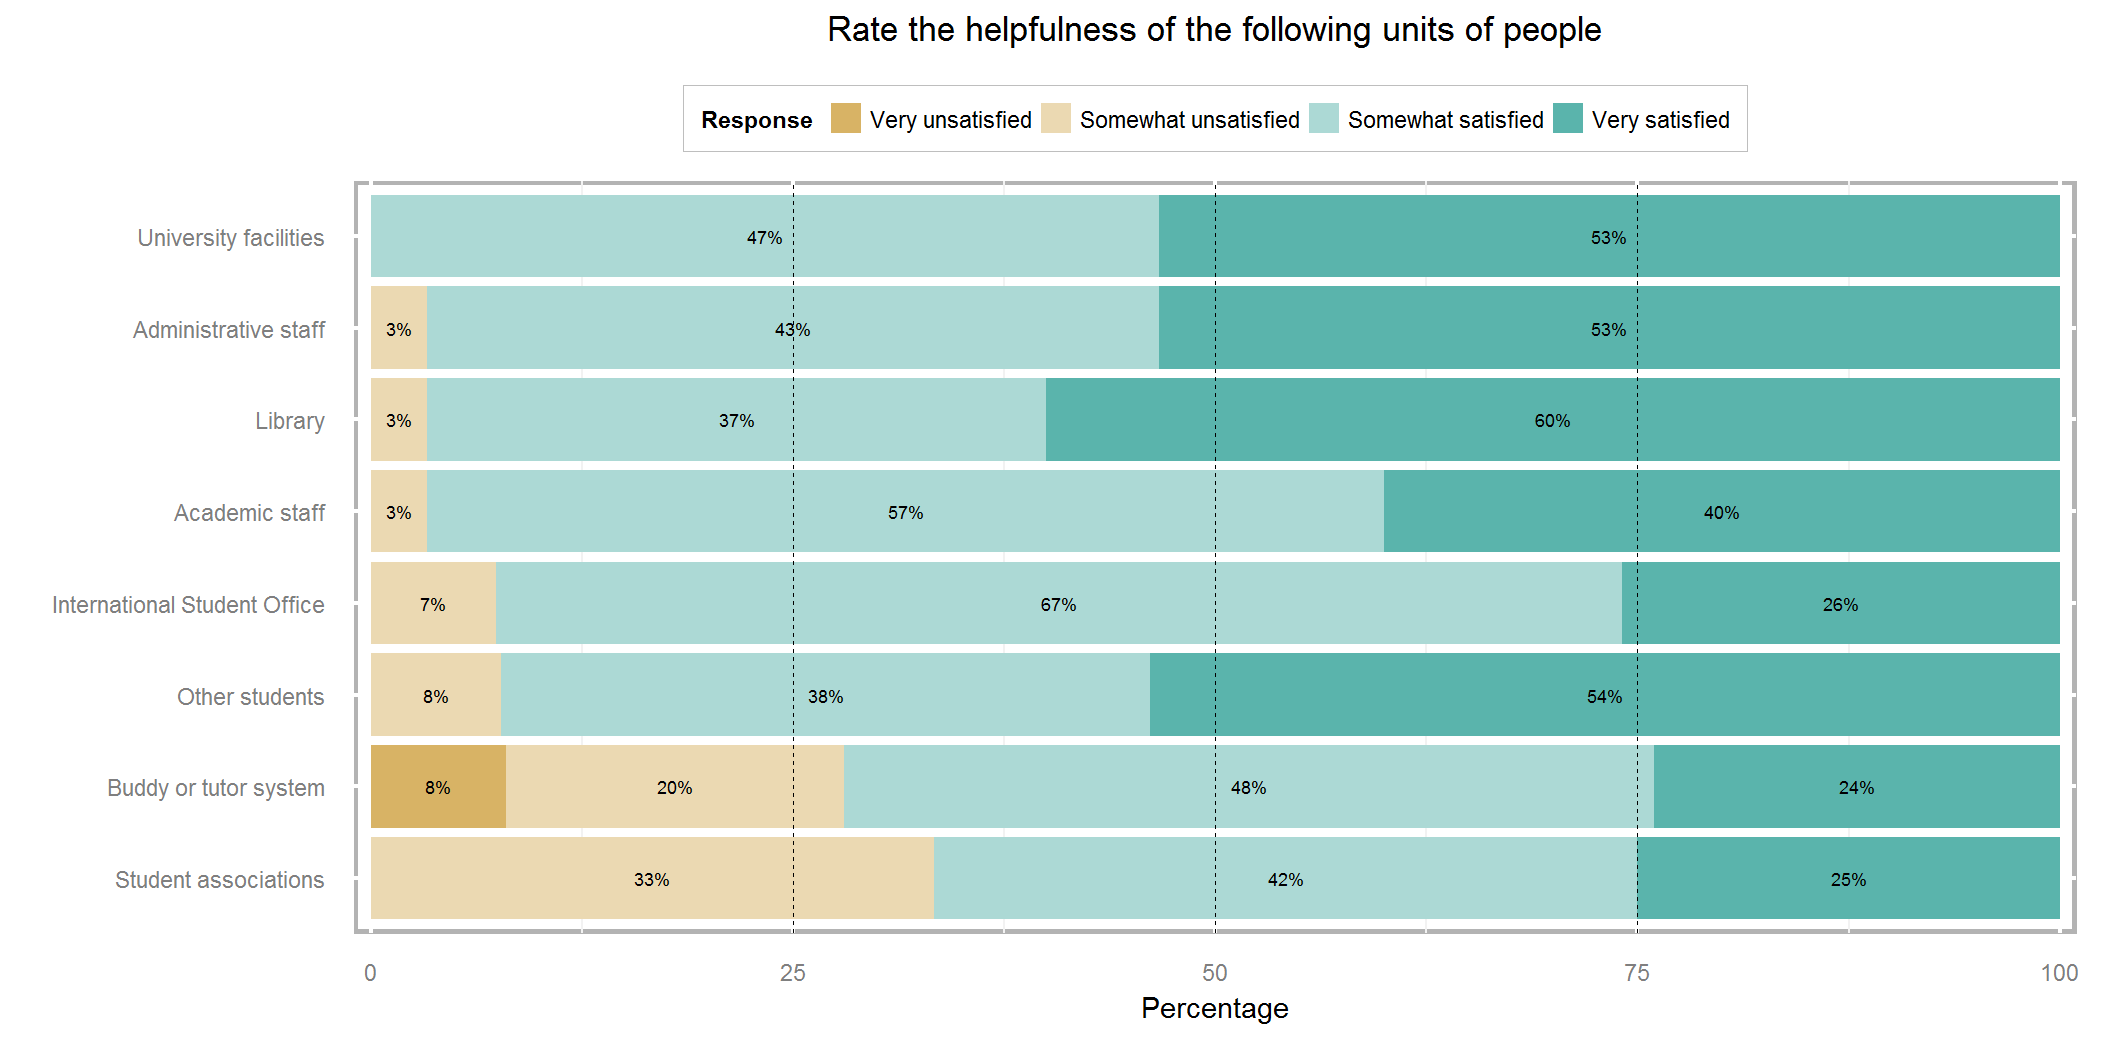 Rate the helpfulness of the following units of people
Response Very unsatisfied Somewhat unsatisfied Somewhat satisfied Very satisfied
University facilities 47% 53%
Administrative staff 3% 43% 53%
Library 3% 37% 60%
Academic staff 3% 57% 40%
International Student Office 7% 67% 26%
Other students 8% 38% 54%
Buddy or tutor system 8% 20% 48% 24%
Student associations 33% 42% 25%
0 25 50 75 100
Percentage